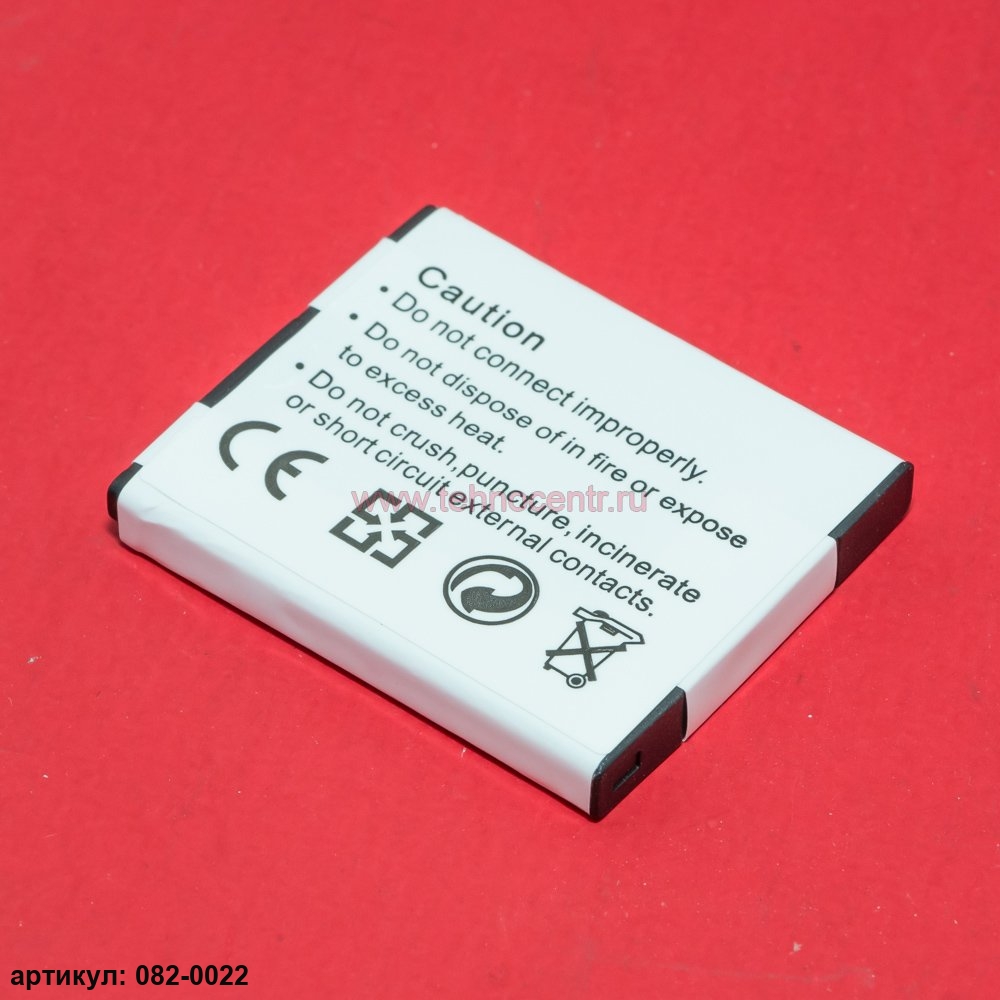 Caution
• Do not connect improperly.
• Do not dispose of in fire or expose
to excess heat.
• Do not crush,puncture, incinerate
or short circuit external contacts.
CE
www.tehnocentr.ru
артикул: 082-0022